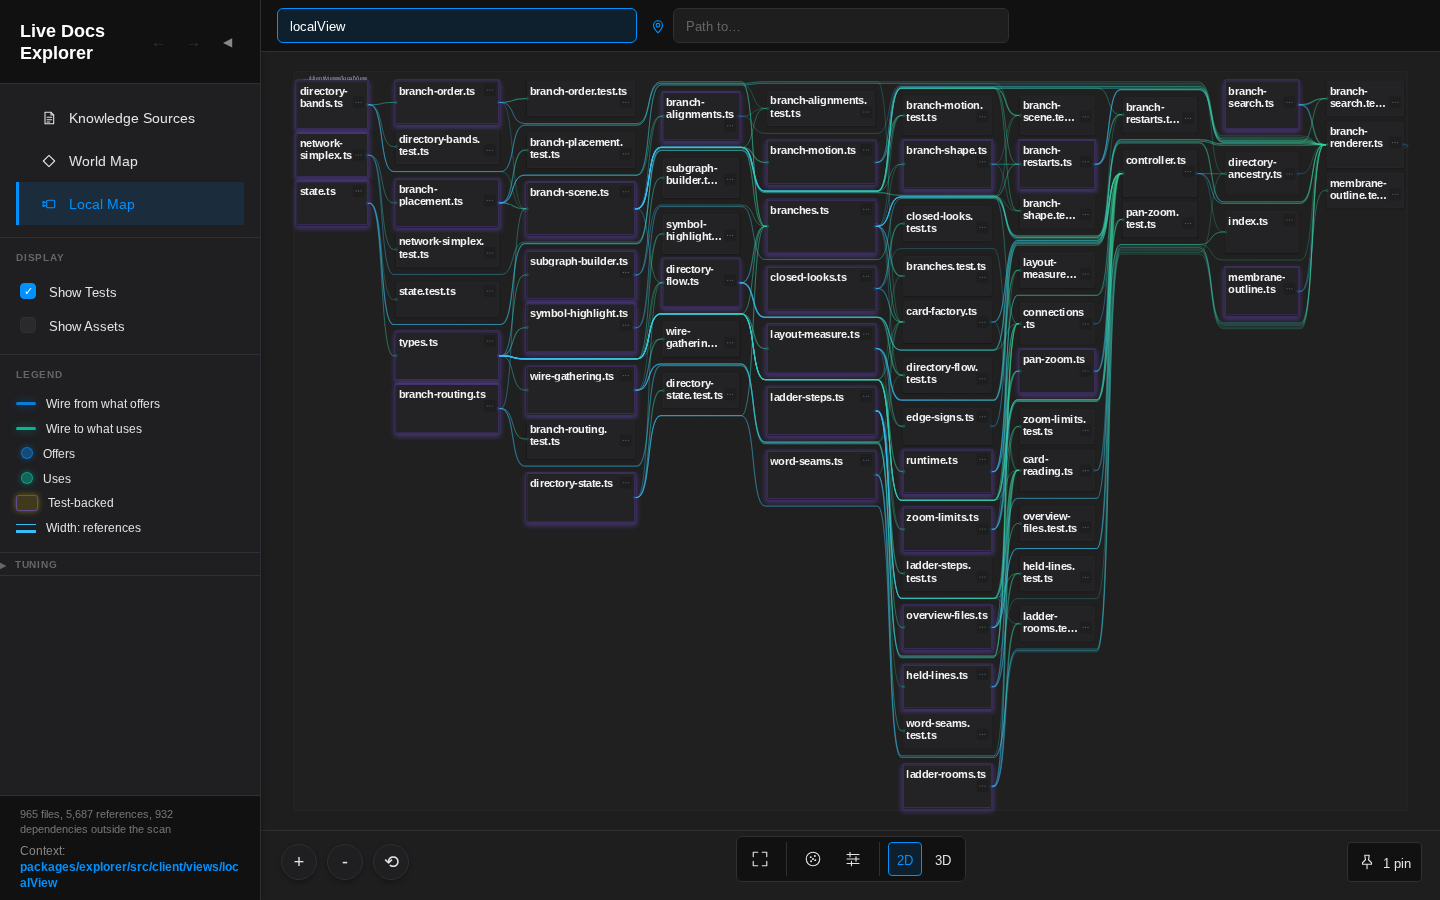 Live Docs
Explorer
← → ◀
Knowledge Sources
World Map
Local Map
DISPLAY
✓ Show Tests
Show Assets
LEGEND
Wire from what offers
Wire to what uses
Offers
Uses
Test-backed
Width: references
▶ TUNING
965 files, 5,687 references, 932
dependencies outside the scan
Context:
packages/explorer/src/client/views/loc
alView
localView
Path to...
directory-
bands.ts
network-
simplex.ts
state.ts
branch-order.ts
directory-bands.
test.ts
branch-
placement.ts
network-simplex.
test.ts
state.test.ts
types.ts
branch-routing.ts
branch-order.test.ts
branch-placement.
test.ts
branch-scene.ts
subgraph-builder.ts
symbol-highlight.ts
wire-gathering.ts
branch-routing.
test.ts
directory-state.ts
branch-
alignments.ts
subgraph-
builder.t…
symbol-
highlight…
directory-
flow.ts
wire-
gatherin…
directory-
state.test.ts
branch-alignments.
test.ts
branch-motion.ts
branches.ts
closed-looks.ts
layout-measure.ts
ladder-steps.ts
word-seams.ts
branch-motion.
test.ts
branch-shape.ts
closed-looks.
test.ts
branches.test.ts
card-factory.ts
directory-flow.
test.ts
edge-signs.ts
runtime.ts
zoom-limits.ts
ladder-steps.
test.ts
overview-files.ts
held-lines.ts
word-seams.
test.ts
ladder-rooms.ts
branch-
scene.te…
branch-
restarts.ts
branch-
shape.te…
layout-
measure…
connections
.ts
pan-zoom.ts
zoom-limits.
test.ts
card-
reading.ts
overview-
files.test.ts
held-lines.
test.ts
ladder-
rooms.te…
branch-
restarts.t…
controller.ts
pan-zoom.
test.ts
branch-
search.ts
directory-
ancestry.ts
index.ts
membrane-
outline.ts
branch-
search.te…
branch-
renderer.ts
membrane-
outline.te…
+ - ⟲
2D 3D
1 pin